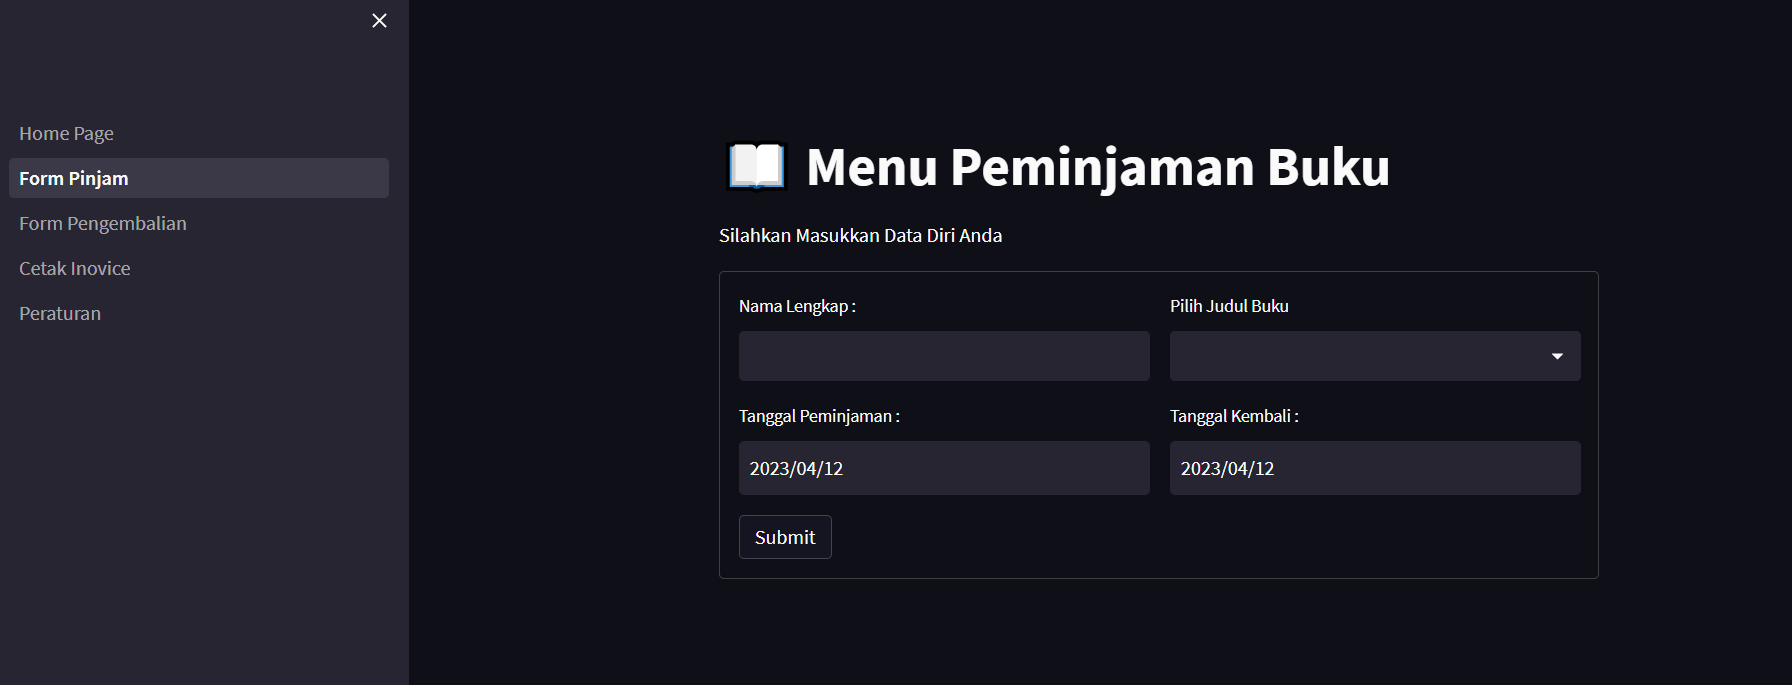 Home Page
Form Pinjam
Form Pengembalian
Cetak Inovice
Peraturan
Menu Peminjaman Buku
Silahkan Masukkan Data Diri Anda
Nama Lengkap :
Pilih Judul Buku
Tanggal Peminjaman :
Tanggal Kembali :
2023/04/12
2023/04/12
Submit